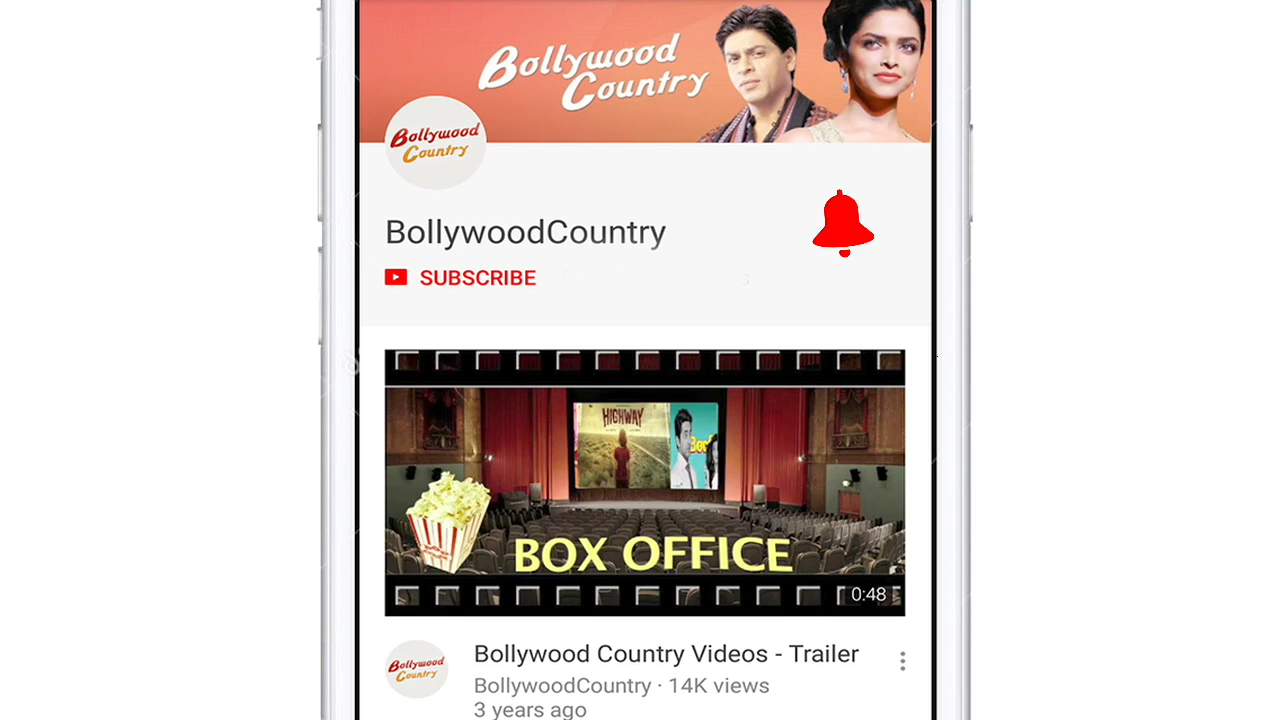 Bollywood
Country
Bollywood
Country
BollywoodCountry
SUBSCRIBE
HIGHWAY
BOX OFFICE
0:48
Bollywood
Country
Bollywood Country Videos - Trailer
BollywoodCountry · 14K views
3 years ago